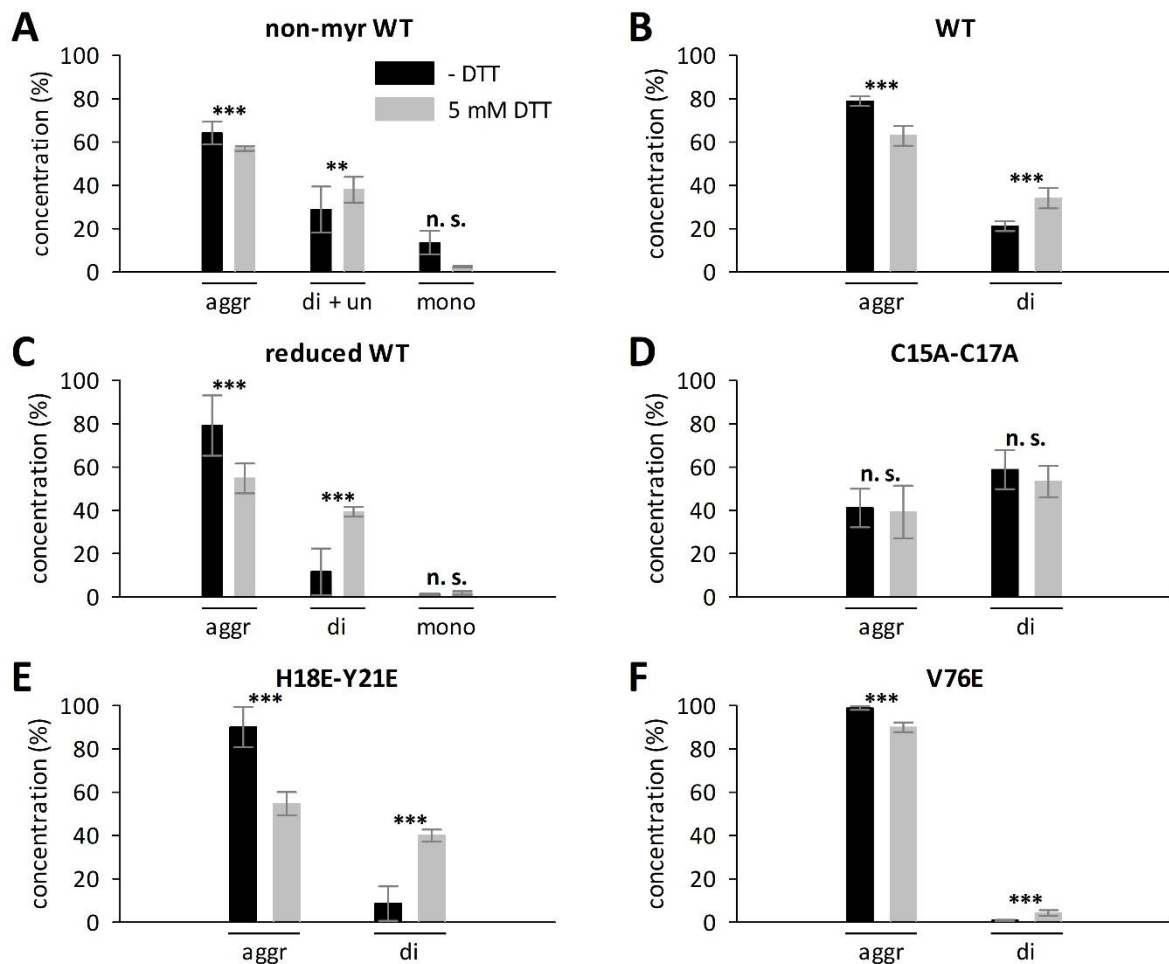 A
non-myr WT
concentration (%)
100
80
60
40
20
0
- DTT
5 mM DTT
***
**
n. s.
aggr
di + un
mono
B
WT
concentration (%)
100
80
60
40
20
0
***
***
aggr
di
C
reduced WT
concentration (%)
100
80
60
40
20
0
***
***
n. s.
aggr
di
mono
D
C15A-C17A
concentration (%)
100
80
60
40
20
0
n. s.
n. s.
aggr
di
E
H18E-Y21E
concentration (%)
100
80
60
40
20
0
***
***
aggr
di
F
V76E
concentration (%)
100
80
60
40
20
0
***
***
aggr
di